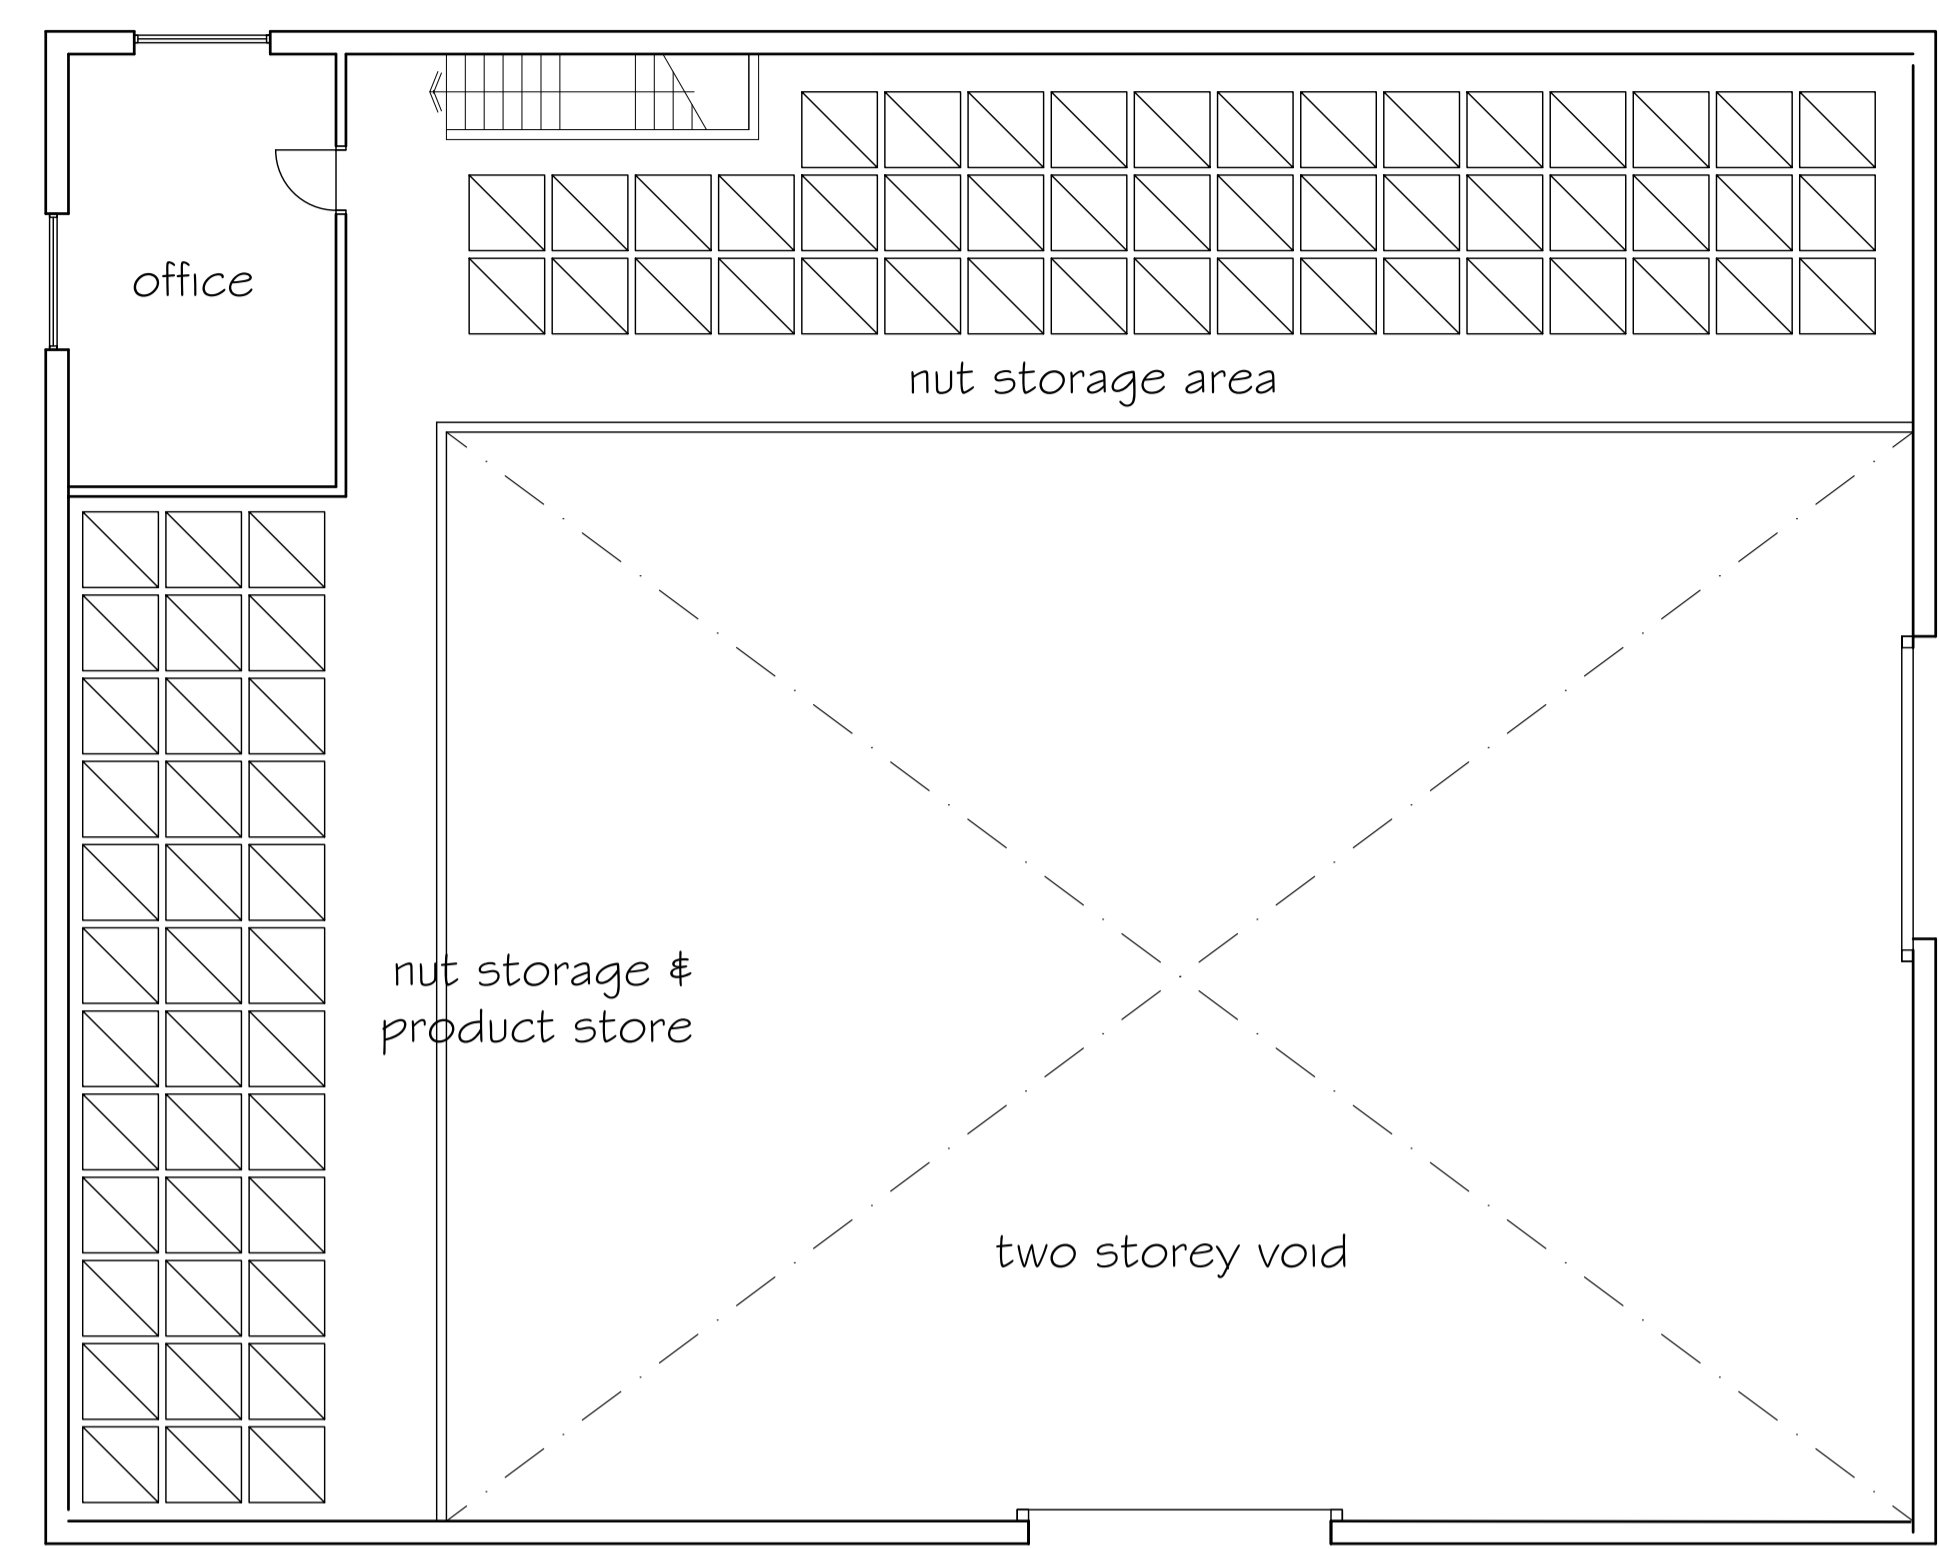 office
nut storage area
nut storage &
product store
two storey void